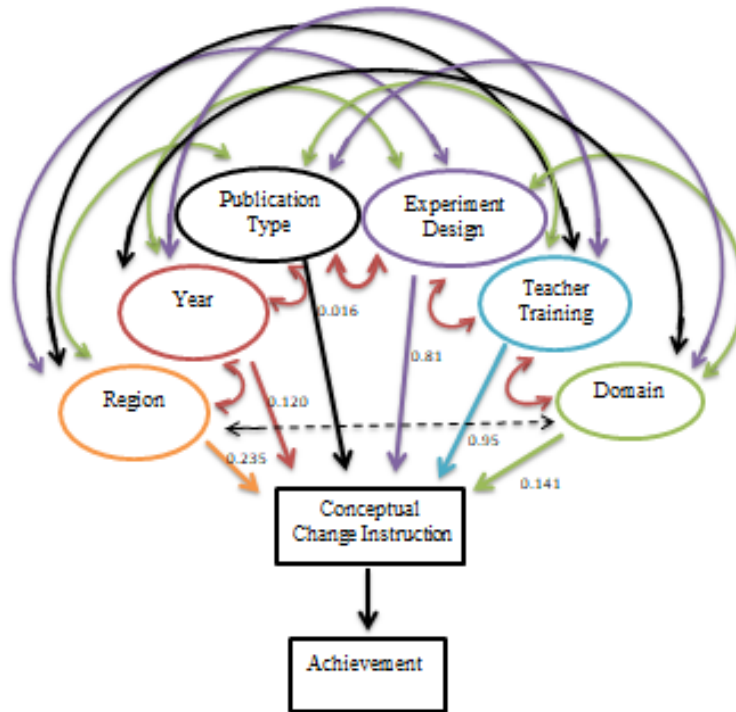 Publication
Type
Experiment
Design
Year
Teacher
Training
0.016
0.81
Region
Domain
0.120
0.95
0.235
0.141
Conceptual
Change Instruction
Achievement